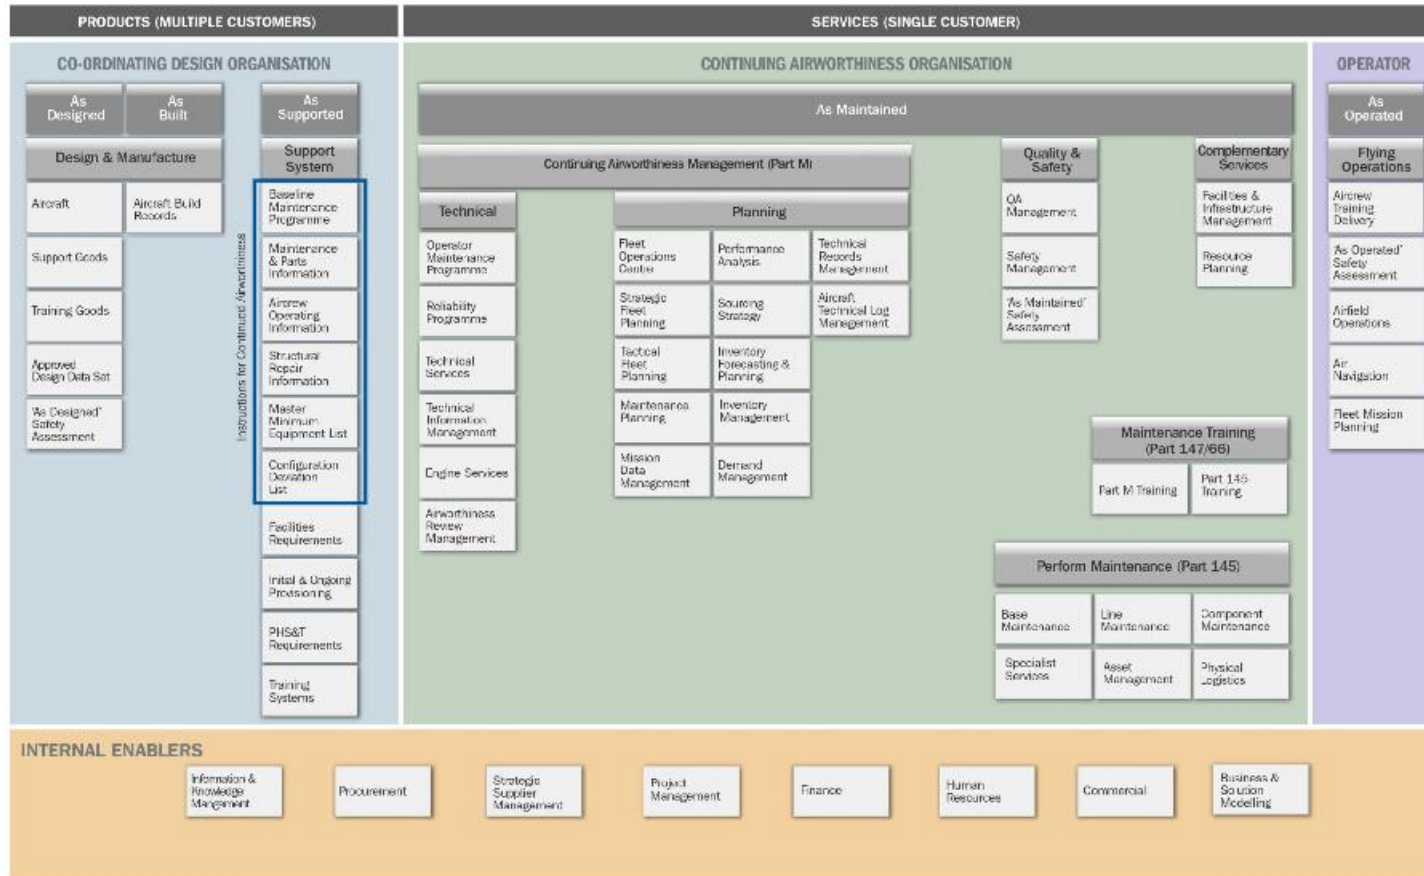 PRODUCTS (MULTIPLE CUSTOMERS)
SERVICES (SINGLE CUSTOMER)
CO-ORDINATING DESIGN ORGANISATION
CONTINUING AIRWORTHINESS ORGANISATION
OPERATOR
As
Designed
As
Built
As
Supported
As Maintained
As
Operated
Design & Manufacture
Support
System
Continuing Airworthiness Management (Part M)
Quality &
Safety
Complementary
Services
Flying
Operations
Aircraft
Support Goods
Training Goods
Approved
Design Data Set
'As Designed'
Safety
Assessment
Aircraft Build
Records
Instructions for Continued Airworthiness
Baseline
Maintenance
Programme
Maintenance
& Parts
Information
Aircrew
Operating
Information
Structural
Repair
Information
Master
Minimum
Equipment List
Configuration
Deviation
List
Facilities
Requirements
Initial & Ongoing
Provisioning
PHS&T
Requirements
Training
Systems
Technical
Operator
Maintenance
Programme
Reliability
Programme
Technical
Services
Technical
Information
Management
Engine Services
Airworthiness
Review
Management
Planning
Fleet
Operations
Centre
Strategic
Fleet
Planning
Tactical
Fleet
Planning
Maintenance
Planning
Mission
Data
Management
Performance
Analysis
Sourcing
Strategy
Inventory
Forecasting &
Planning
Inventory
Management
Demand
Management
Technical
Records
Management
Aircraft
Technical Log
Management
QA
Management
Safety
Management
'As Maintained'
Safety
Assessment
Facilities &
Infrastructure
Management
Resource
Planning
Maintenance Training
(Part 147/66)
Part M Training
Part 145
Training
Perform Maintenance (Part 145)
Base
Maintenance
Line
Maintenance
Component
Maintenance
Specialist
Services
Asset
Management
Physical
Logistics
Aircrew
Training
Delivery
'As Operated'
Safety
Assessment
Airfield
Operations
Air
Navigation
Fleet Mission
Planning
INTERNAL ENABLERS
Information &
Knowledge
Mangement
Procurement
Strategic
Supplier
Management
Project
Management
Finance
Human
Resources
Commercial
Business &
Solution
Modelling